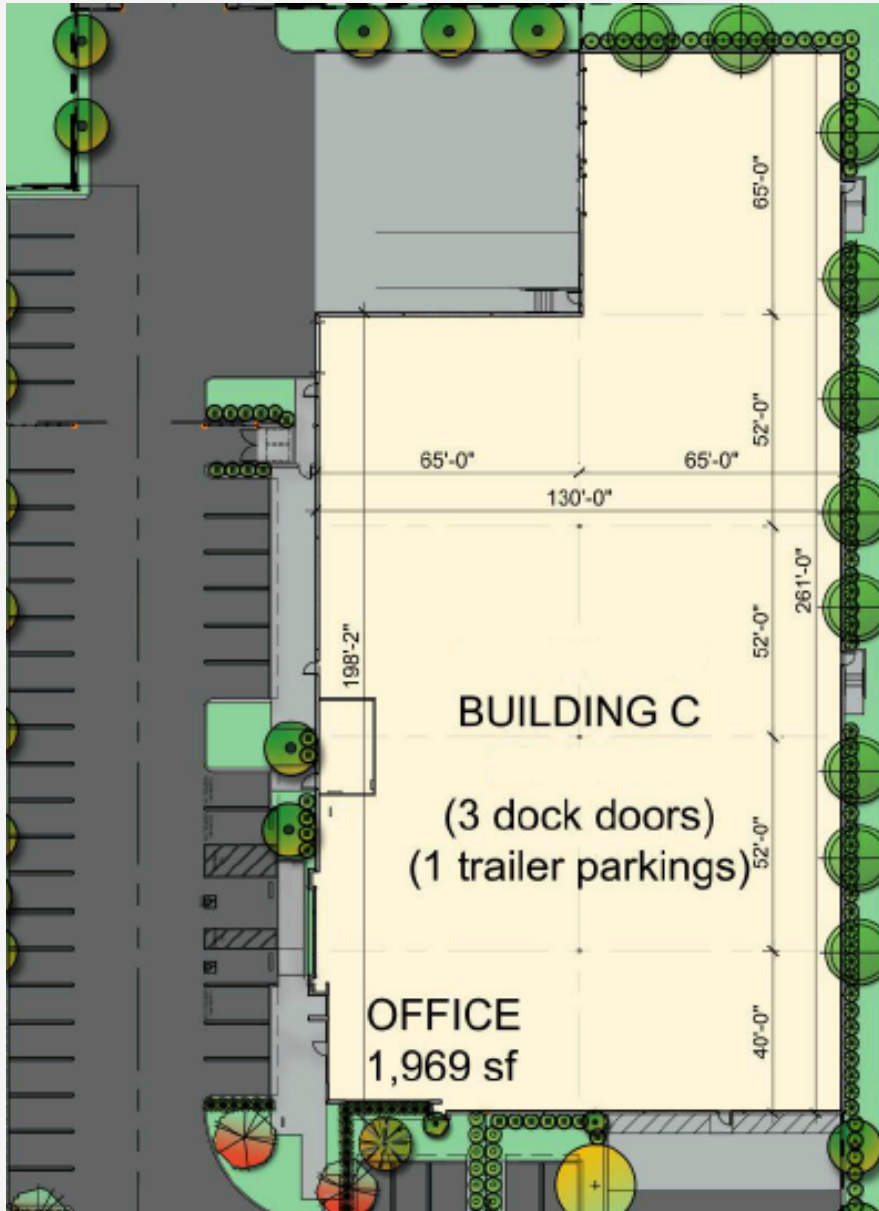 65'-0"
52'-0"
65'-0"
65'-0"
130'-0"
261'-0"
52'-0"
198'-2"
BUILDING C
(3 dock doors)
(1 trailer parkings)
52'-0"
OFFICE
1,969 sf
40'-0"